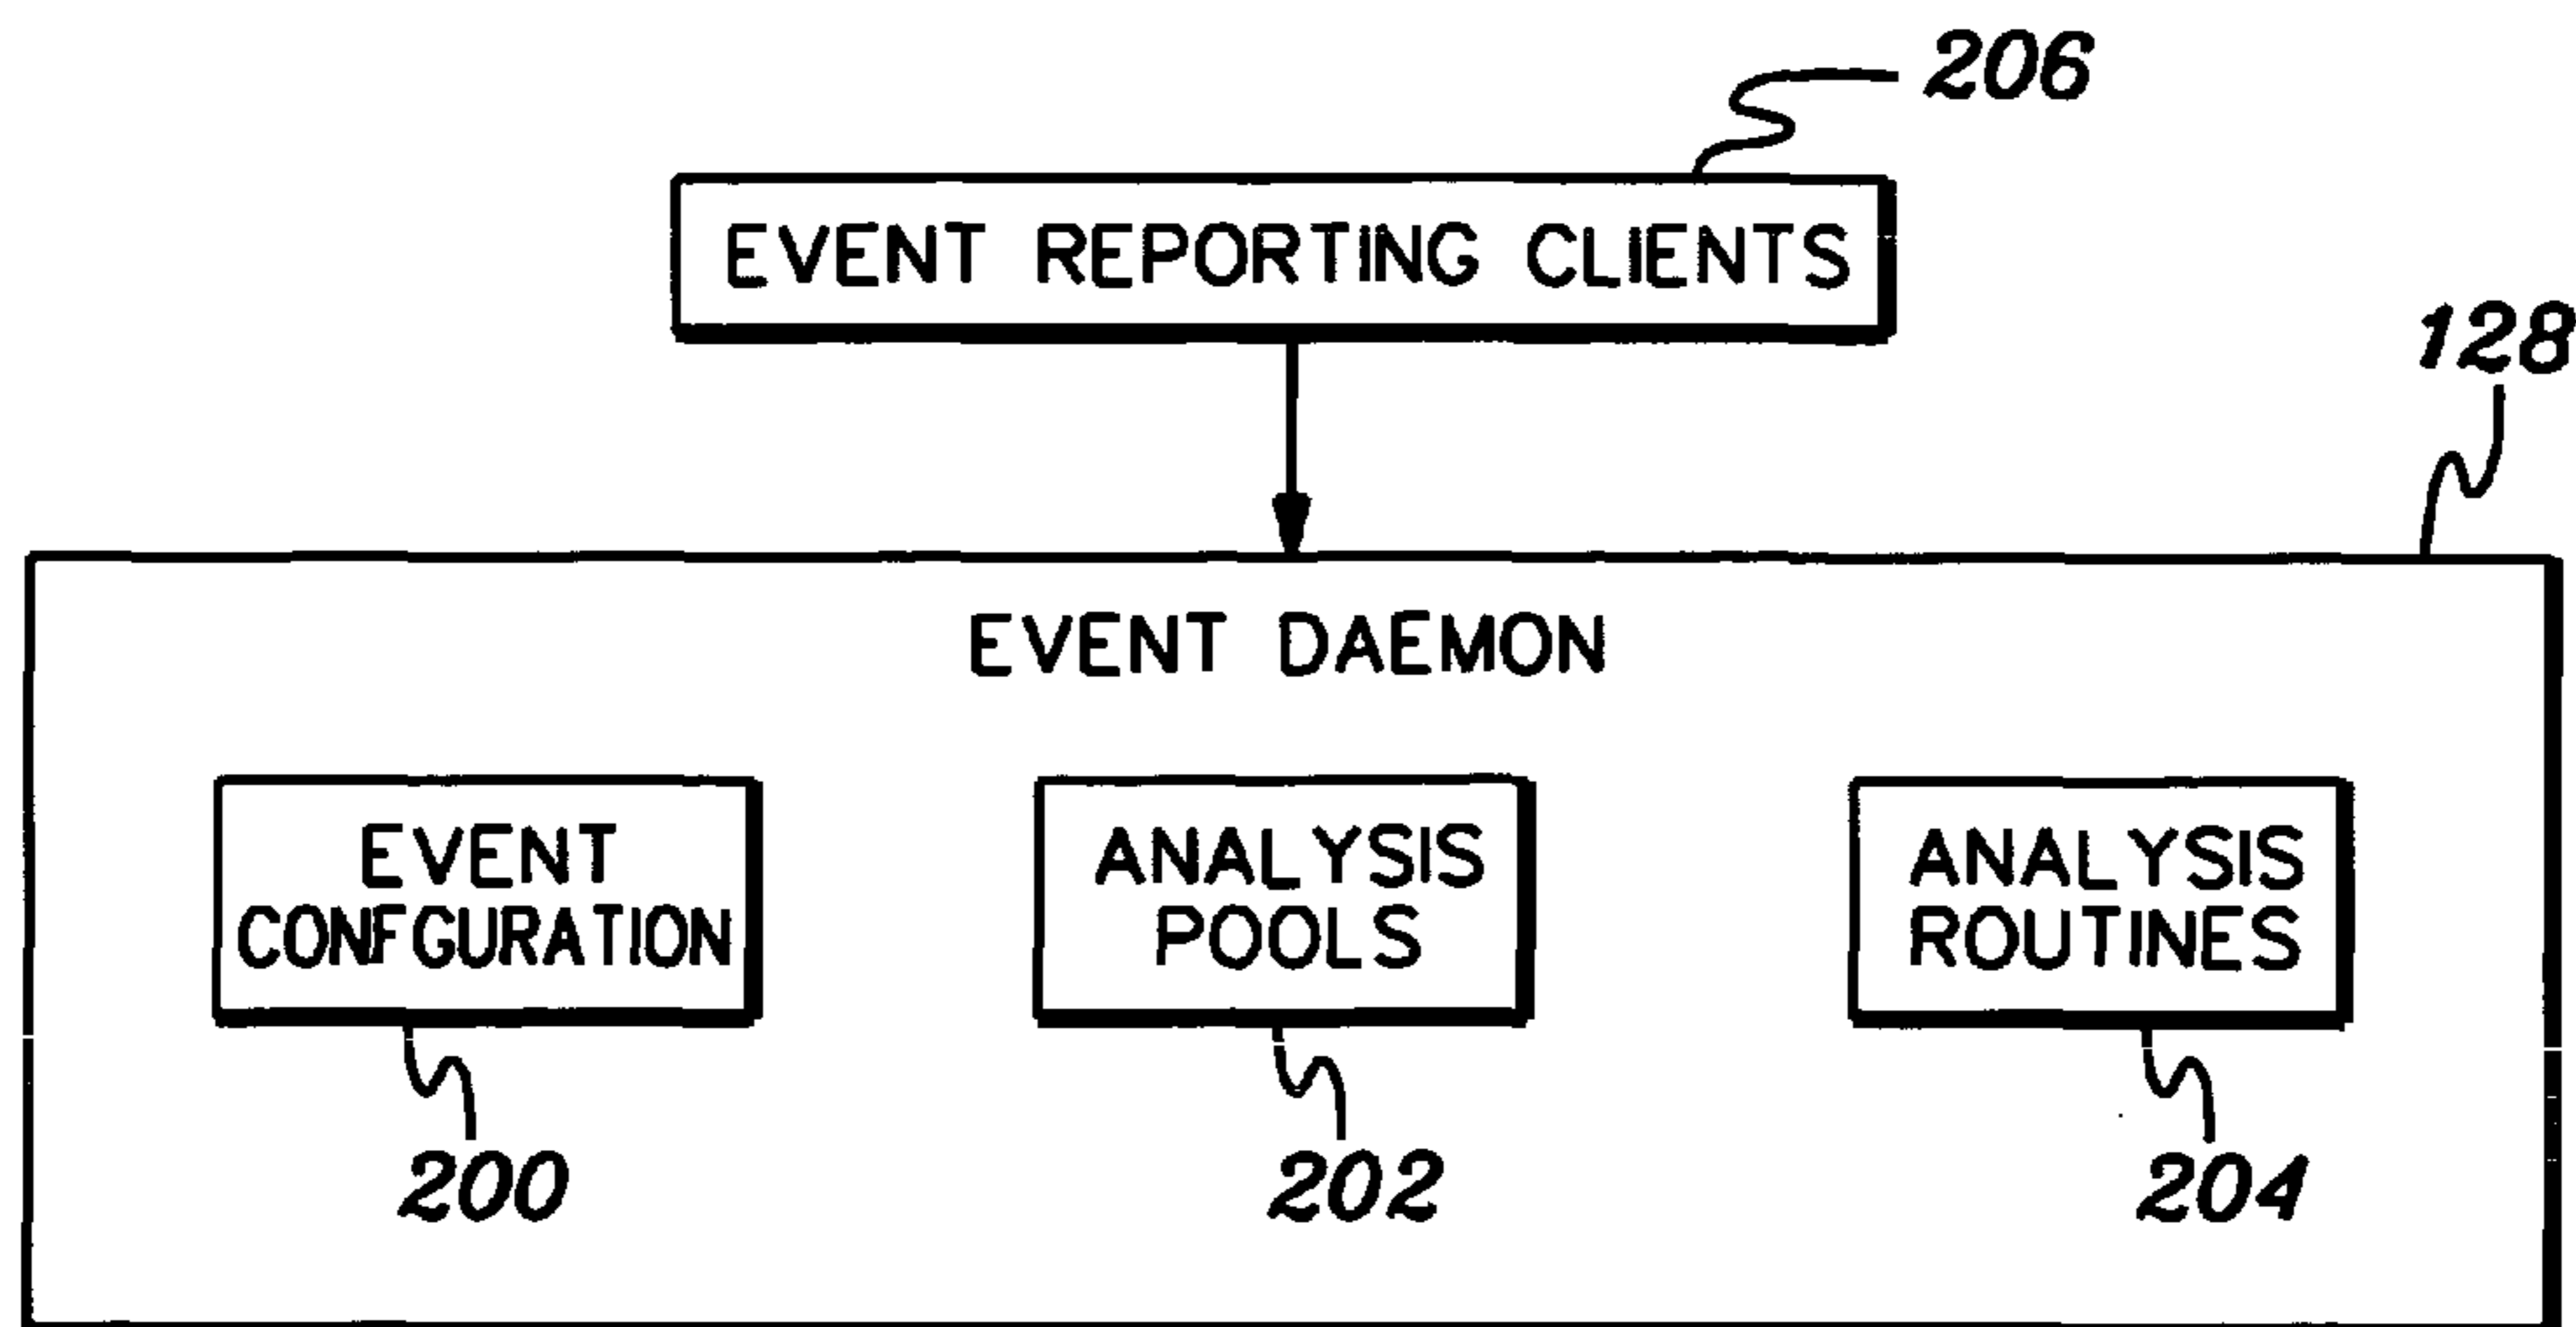 206
EVENT REPORTING CLIENTS
128
EVENT DAEMON
EVENT
CONFGURATION
ANALYSIS
POOLS
ANALYSIS
ROUTINES
200
202
204